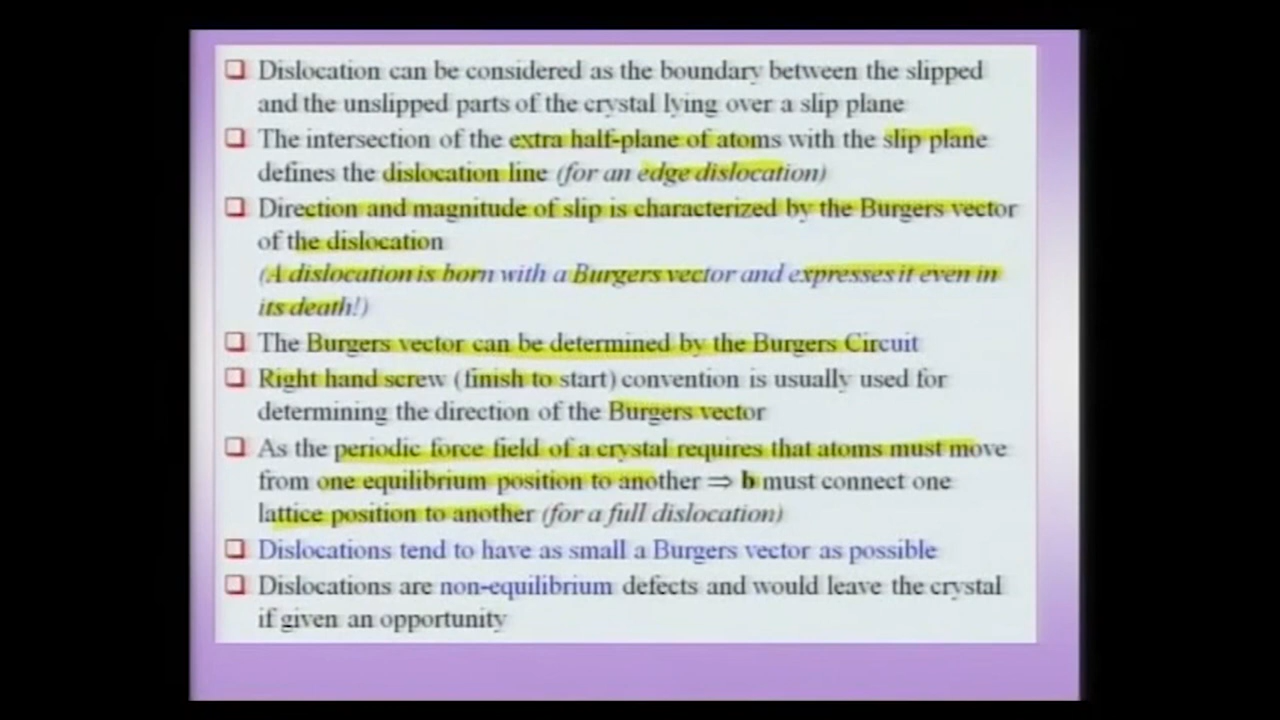 Dislocation can be considered as the boundary between the slipped
and the unslipped parts of the crystal lying over a slip plane
The intersection of the extra half-plane of atoms with the slip plane
defines the dislocation line (for an edge dislocation)
Direction and magnitude of slip is characterized by the Burgers vector
of the dislocation
(A dislocation is born with a Burgers vector and expresses it even in
its death!)
The Burgers vector can be determined by the Burgers Circuit
Right hand screw (finish to start) convention is usually used for
determining the direction of the Burgers vector
As the periodic force field of a crystal requires that atoms must move
from one equilibrium position to another ⇒ b must connect one
lattice position to another (for a full dislocation)
Dislocations tend to have as small a Burgers vector as possible
Dislocations are non-equilibrium defects and would leave the crystal
if given an opportunity